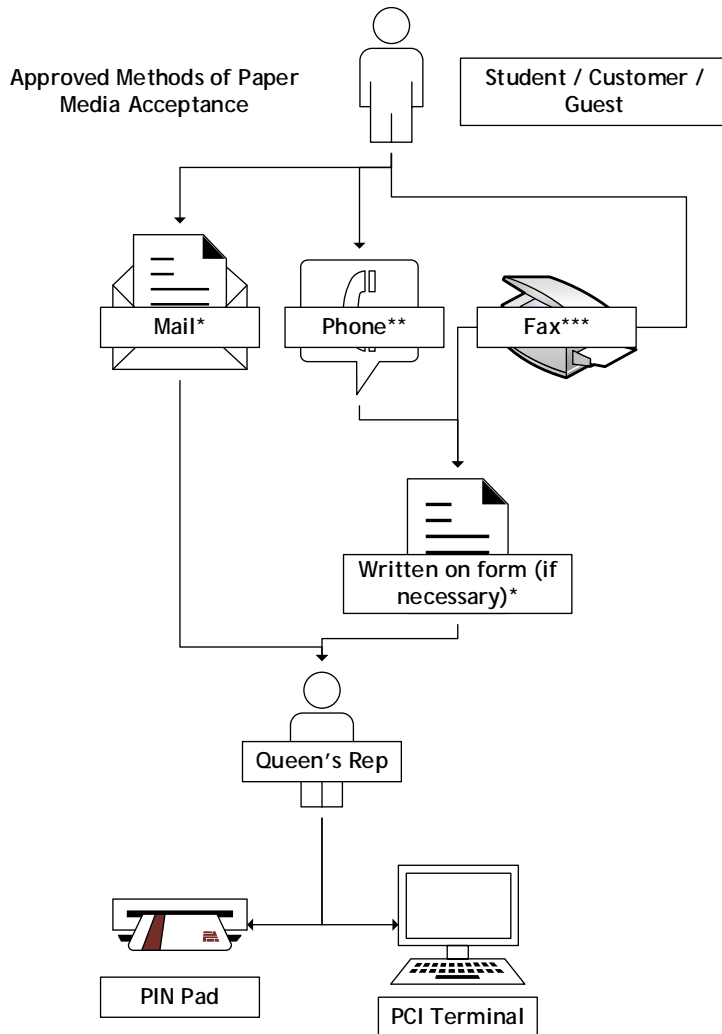 Approved Methods of Paper
Media Acceptance
Student / Customer /
Guest
Mail*
Phone**
Fax***
Written on form (if
necessary)*
Queen's Rep
PIN Pad
PCI Terminal